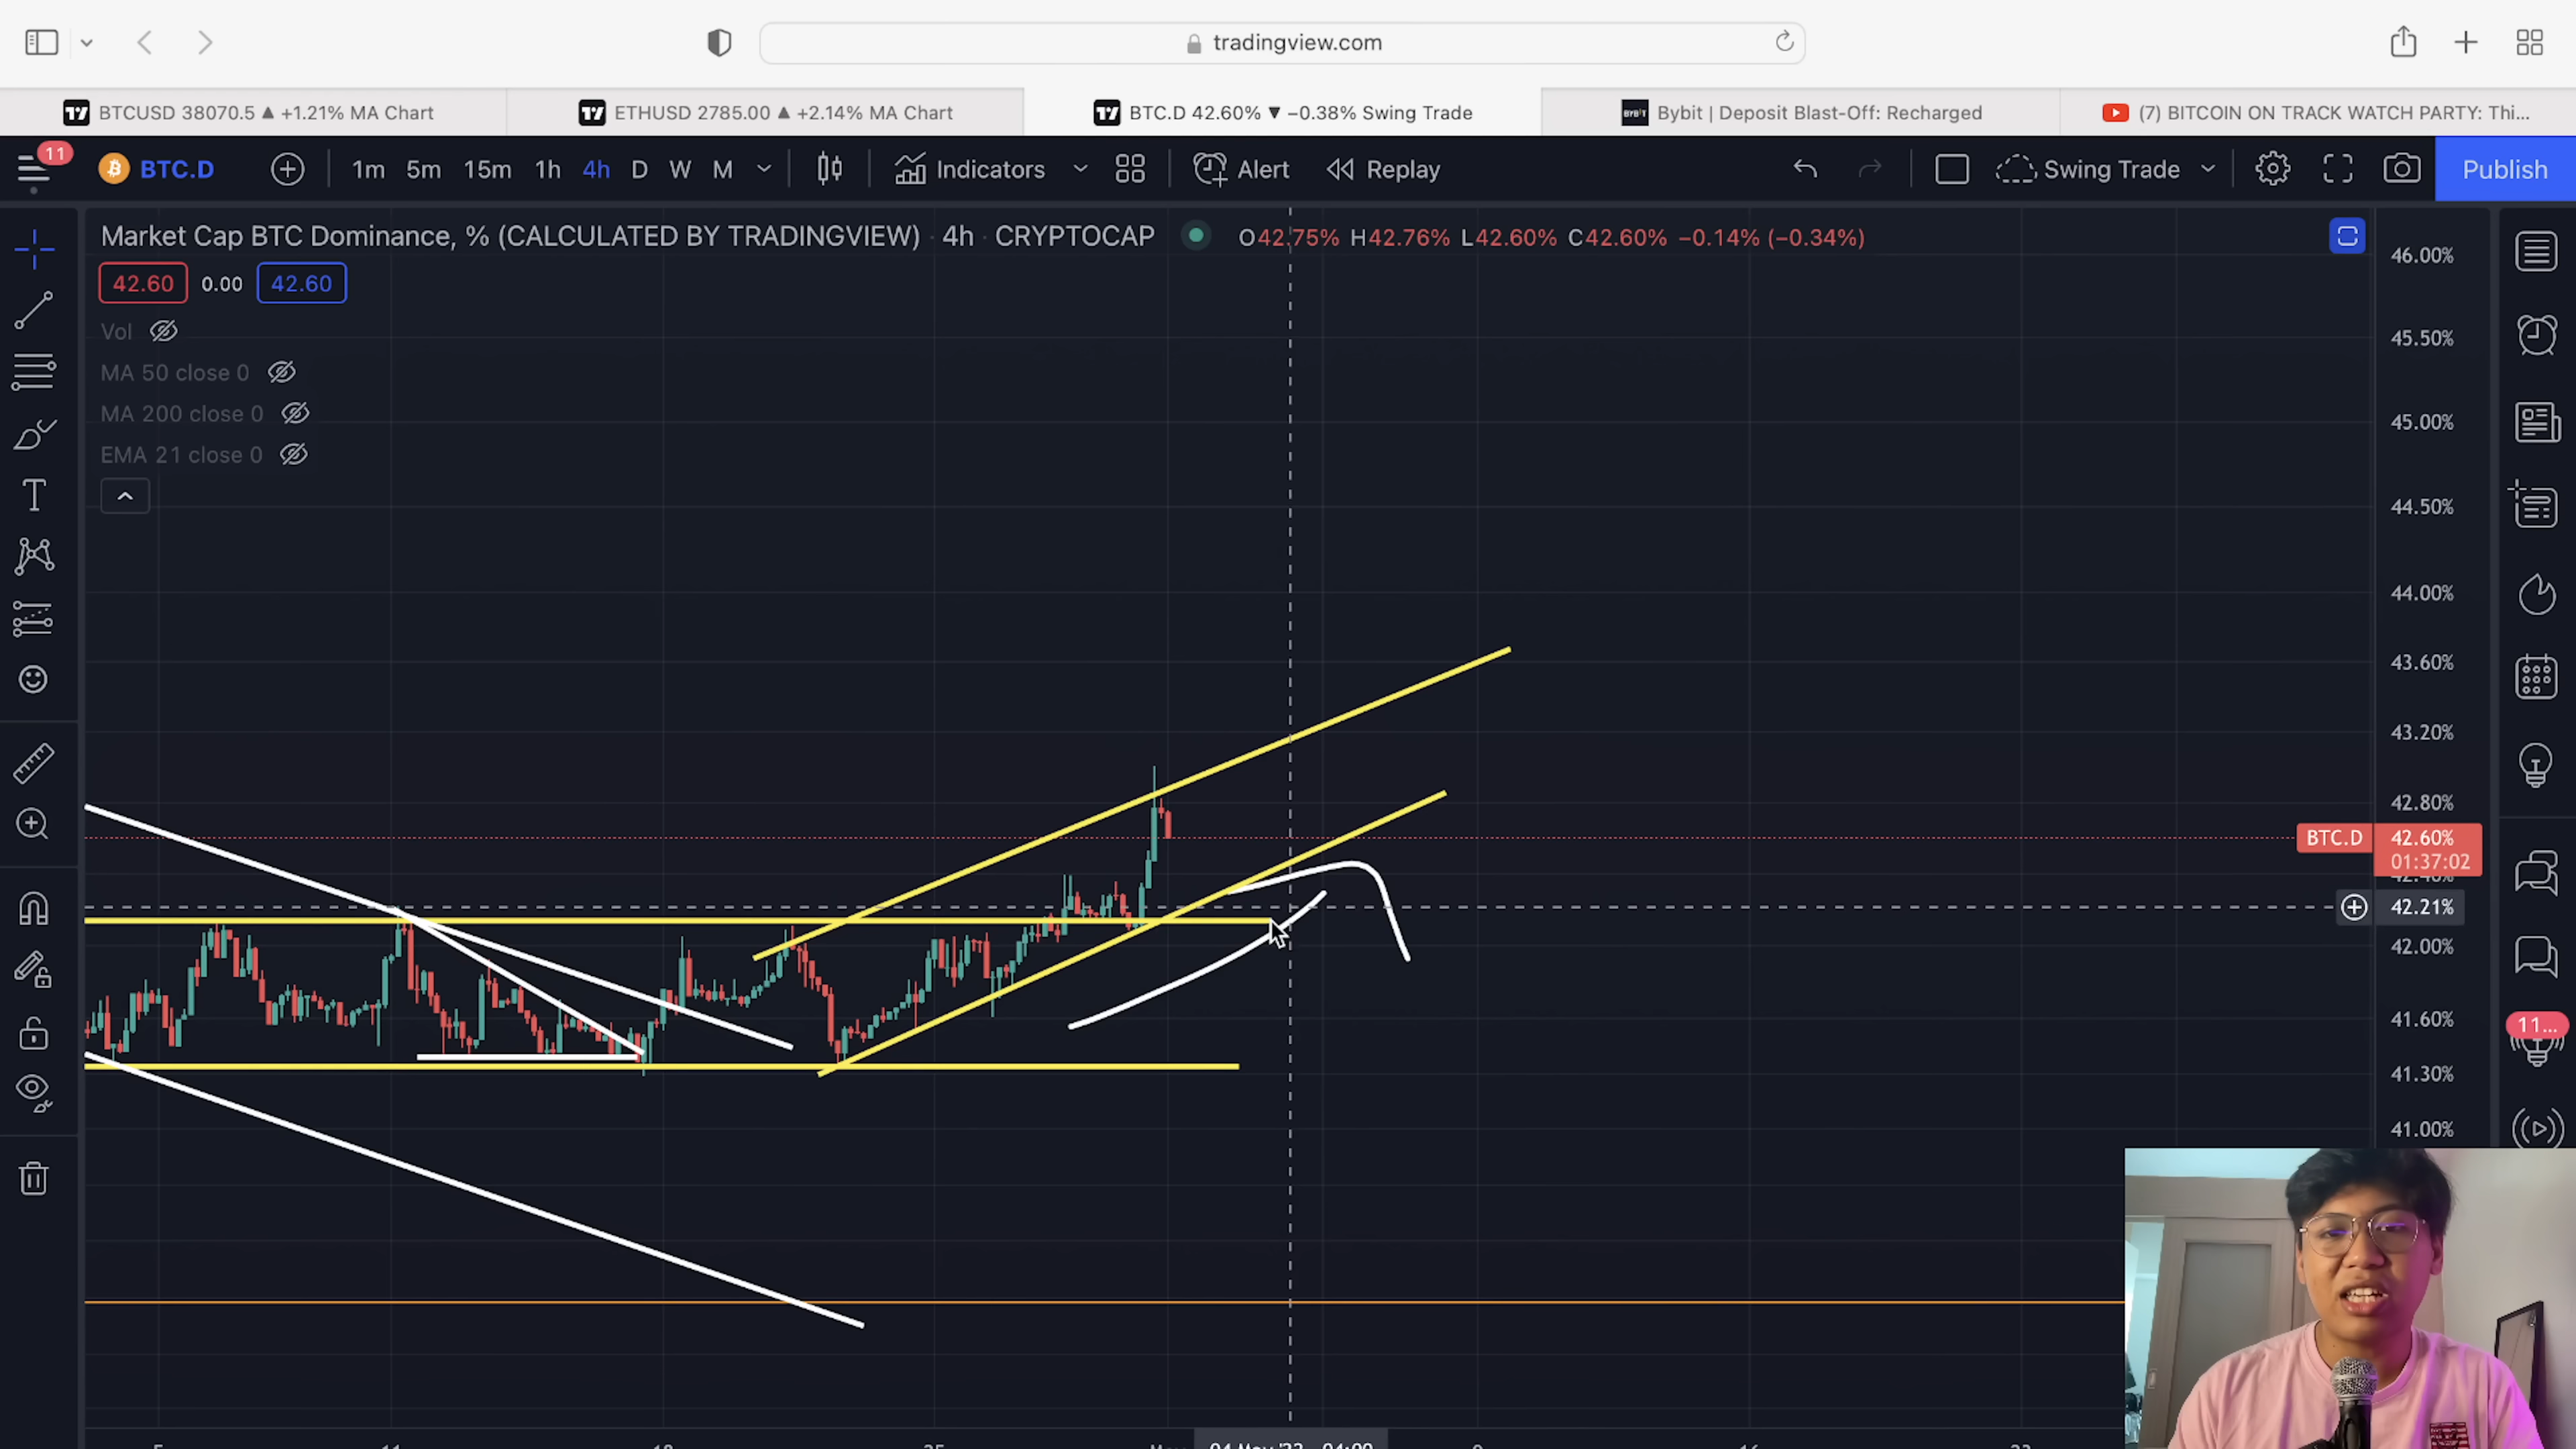 tradingview.com
BTCUSD 38070.5 ▲ +1.21% MA Chart
ETHUSD 2785.00 ▲ +2.14% MA Chart
BTC.D 42.60% ▼ −0.38% Swing Trade
BYBIT Bybit | Deposit Blast-Off: Recharged
(7) BITCOIN ON TRACK WATCH PARTY: Thi...
11
BTC.D
1m 5m 15m 1h 4h D W M
Indicators
Alert
Replay
Swing Trade
Publish
Market Cap BTC Dominance, % (CALCULATED BY TRADINGVIEW) · 4h · CRYPTOCAP
O42.75% H42.76% L42.60% C42.60% −0.14% (−0.34%)
42.60 0.00 42.60
Vol
MA 50 close 0
MA 200 close 0
EMA 21 close 0
46.00%
45.50%
45.00%
44.50%
44.00%
43.60%
43.20%
42.80%
BTC.D 42.60%
01:37:02
42.21%
42.00%
41.60%
41.30%
41.00%
11...